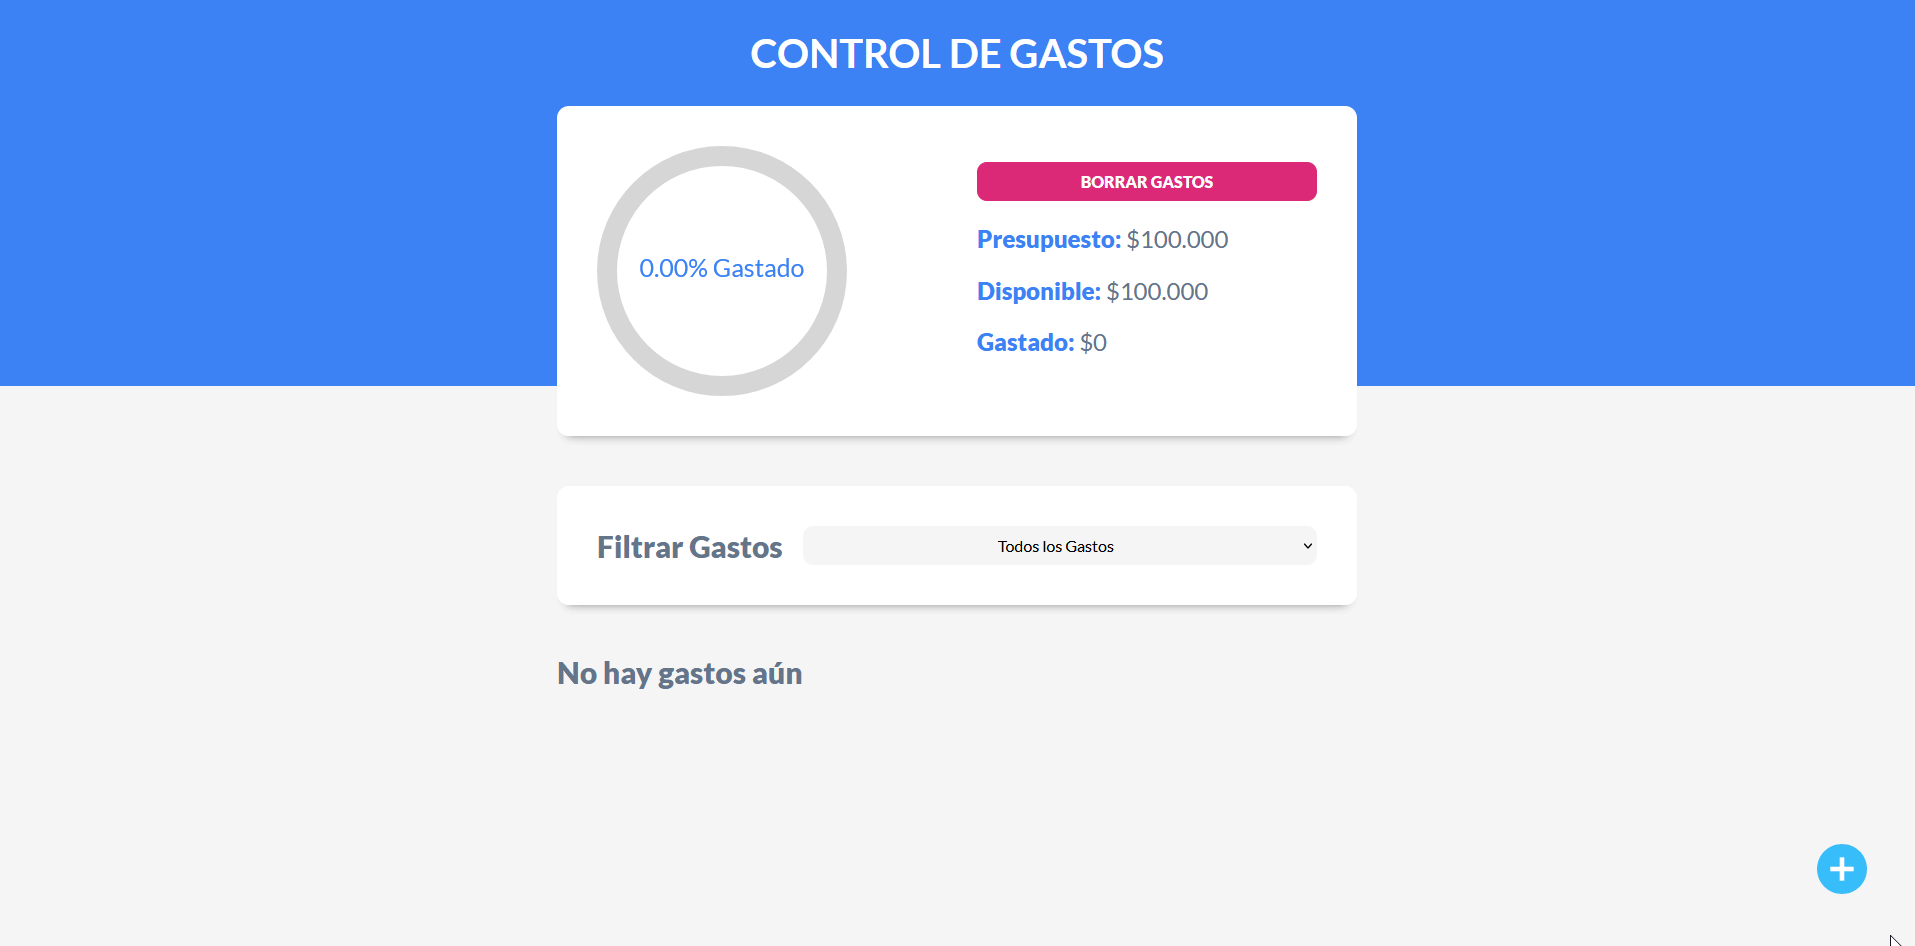 CONTROL DE GASTOS
0.00% Gastado
BORRAR GASTOS
Presupuesto: $100.000
Disponible: $100.000
Gastado: $0
Filtrar Gastos
Todos los Gastos
No hay gastos aún